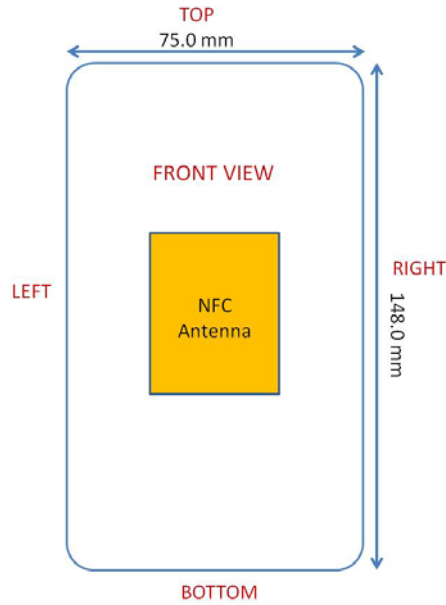 TOP
75.0 mm
FRONT VIEW
LEFT
NFC
Antenna
RIGHT
148.0 mm
BOTTOM